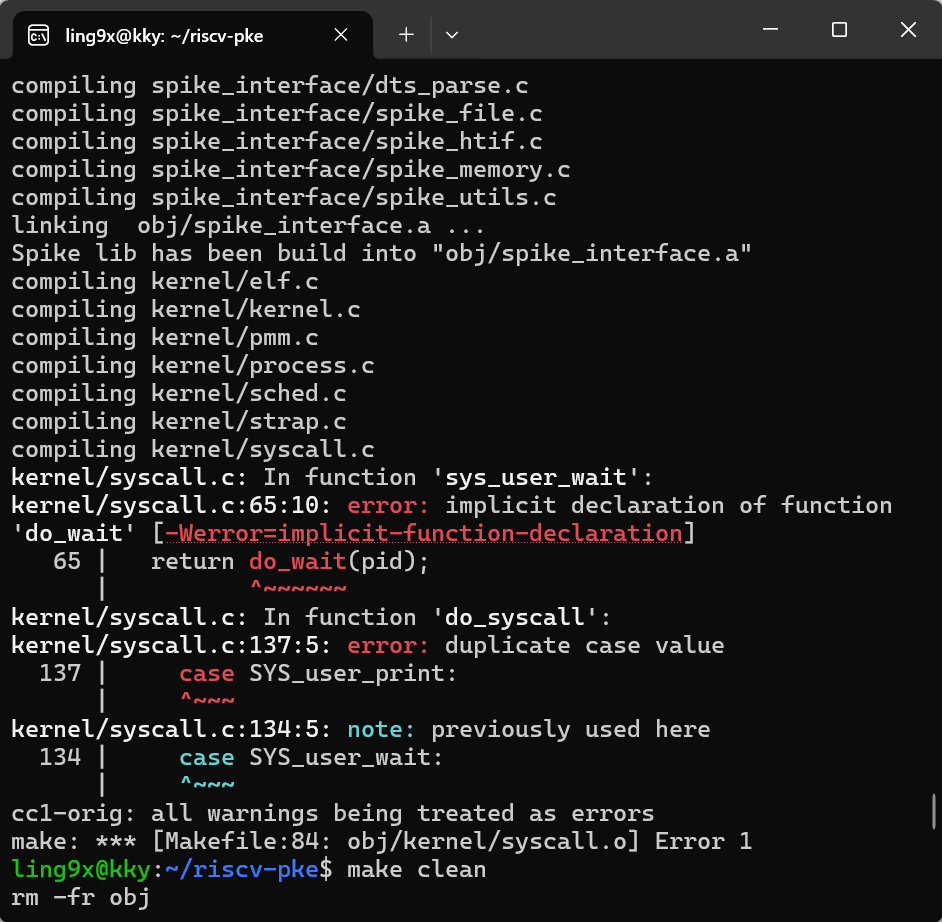 ling9x@kky: ~/riscv-pke
compiling spike_interface/dts_parse.c
compiling spike_interface/spike_file.c
compiling spike_interface/spike_htif.c
compiling spike_interface/spike_memory.c
compiling spike_interface/spike_utils.c
linking  obj/spike_interface.a ...
Spike lib has been build into "obj/spike_interface.a"
compiling kernel/elf.c
compiling kernel/kernel.c
compiling kernel/pmm.c
compiling kernel/process.c
compiling kernel/sched.c
compiling kernel/strap.c
compiling kernel/syscall.c
kernel/syscall.c: In function 'sys_user_wait':
kernel/syscall.c:65:10: error: implicit declaration of function
'do_wait' [-Werror=implicit-function-declaration]
   65 |   return do_wait(pid);
      |          ^~~~~~~
kernel/syscall.c: In function 'do_syscall':
kernel/syscall.c:137:5: error: duplicate case value
  137 |     case SYS_user_print:
      |     ^~~~
kernel/syscall.c:134:5: note: previously used here
  134 |     case SYS_user_wait:
      |     ^~~~
cc1-orig: all warnings being treated as errors
make: *** [Makefile:84: obj/kernel/syscall.o] Error 1
ling9x@kky:~/riscv-pke$ make clean
rm -fr obj